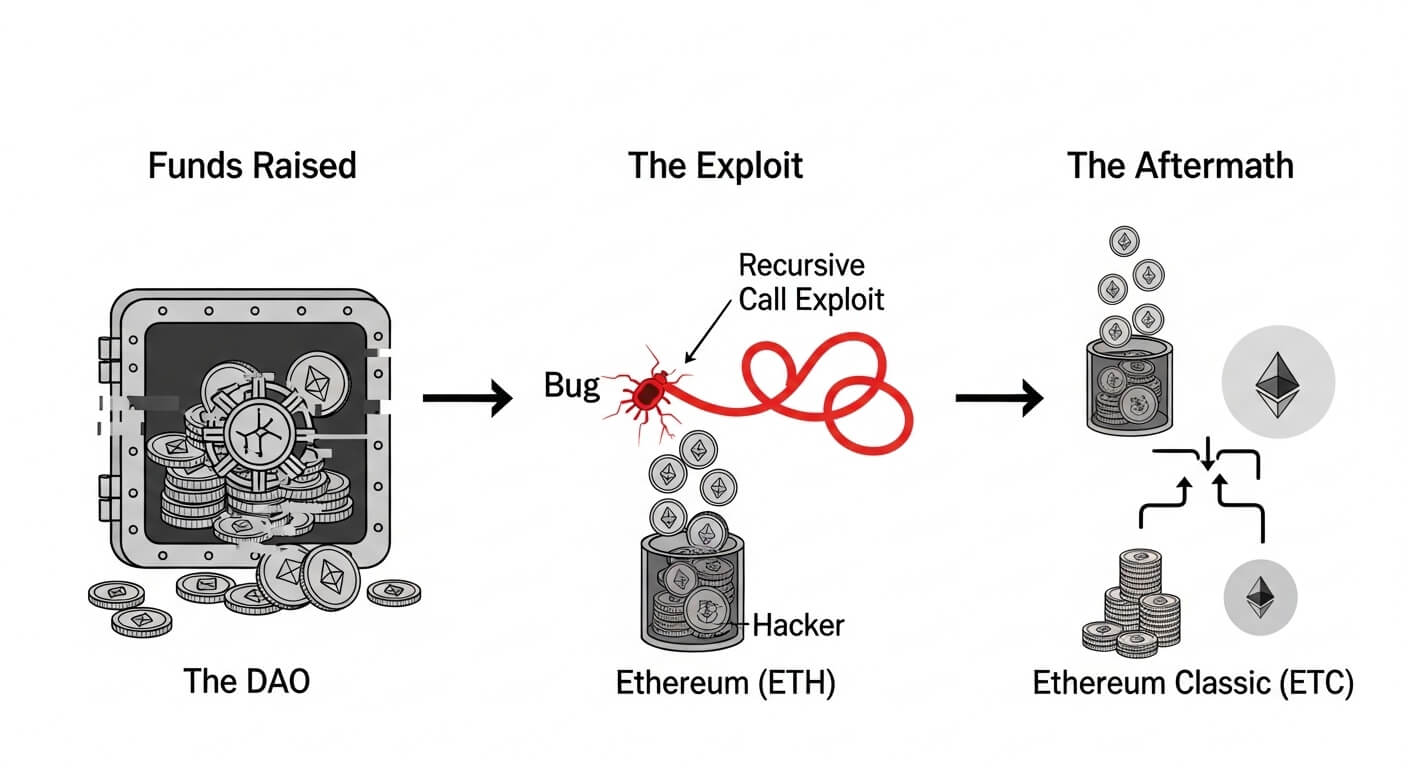 Funds Raised
The Exploit
The Aftermath
Recursive
Call Exploit
Bug
Hacker
The DAO
Ethereum (ETH)
Ethereum Classic (ETC)